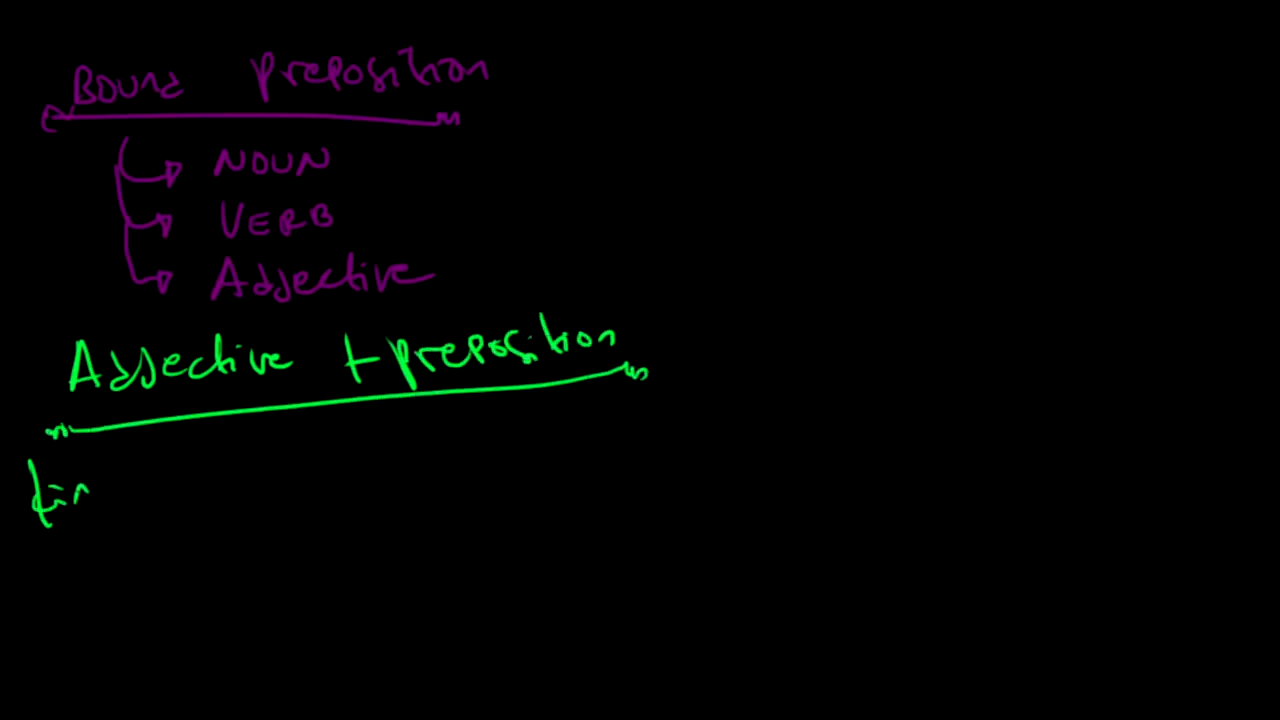 Bound Preposition
NOUN
VERB
Adjective
Adjective + preposition